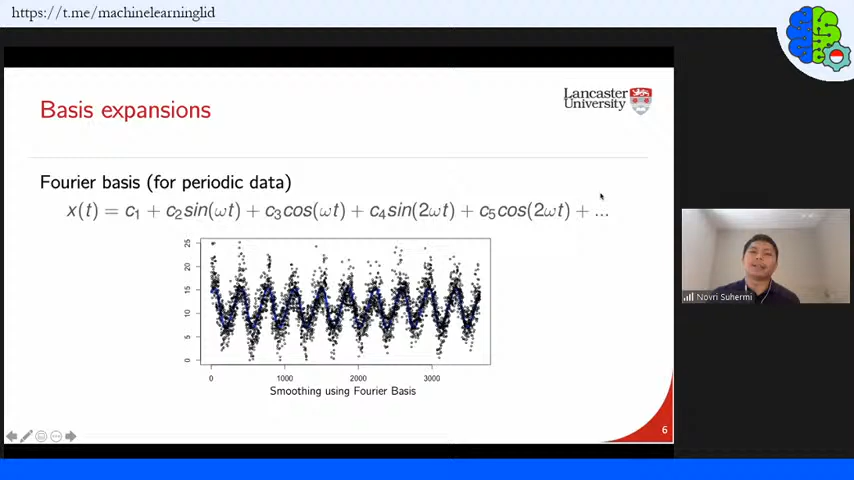 https://t.me/machinelearninglid
Basis expansions
Lancaster
University
Fourier basis (for periodic data)
x(t) = c₁ + c₂sin(ωt) + c₃cos(ωt) + c₄sin(2ωt) + c₅cos(2ωt) + ...
25
20
15
10
5
0
0 1000 2000 3000
Smoothing using Fourier Basis
Novri Suhermi
6